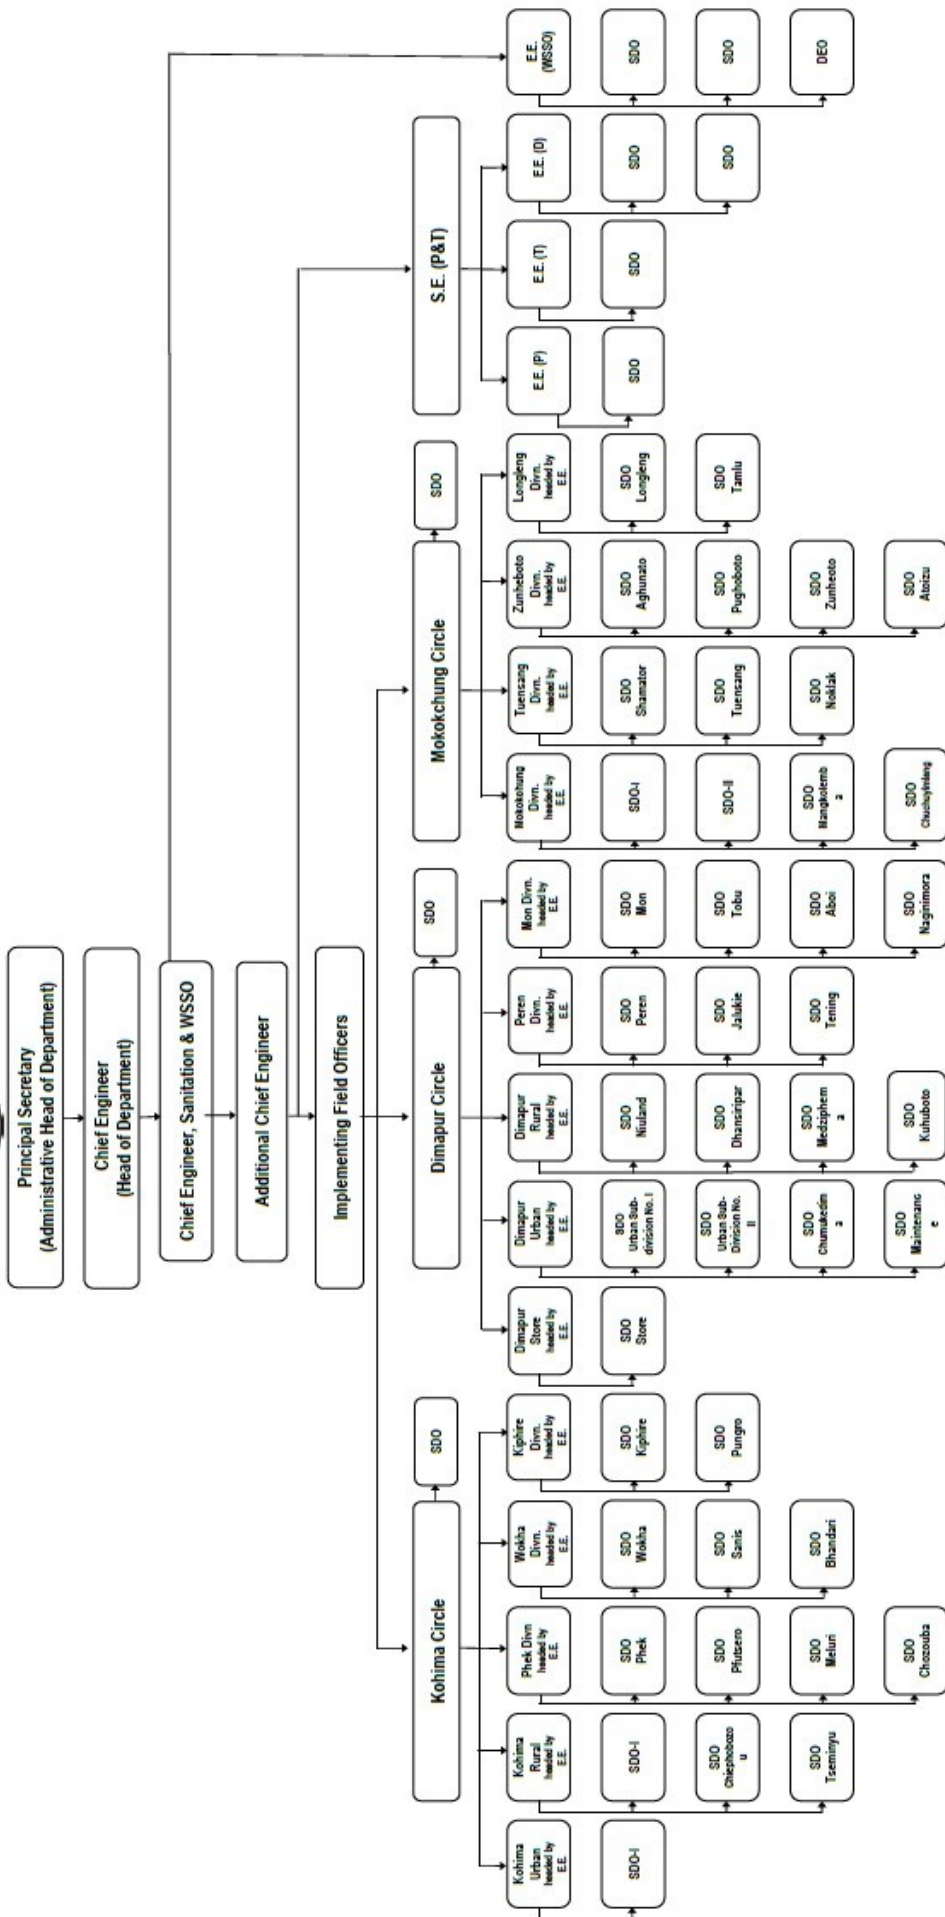 Principal Secretary
(Administrative Head of Department)
Chief Engineer
(Head of Department)
Chief Engineer, Sanitation & WSSO
Additional Chief Engineer
Implementing Field Officers
Kohima Circle
SDO
Dimapur Circle
SDO
Mokokchung Circle
SDO
S.E. (P&T)
Kohima
Urban
headed by
E.E.
Kohima
Rural
headed by
E.E.
Phek Divn
headed by
E.E.
Wokha
Divn.
headed by
E.E.
Kiphire
Divn.
headed by
E.E.
Dimapur
Store
headed by
E.E.
Dimapur
Urban
headed by
E.E.
Dimapur
Rural
headed by
E.E.
Peren
Divn.
headed by
E.E.
Mon Divn.
headed by
E.E.
Mokokchung
Divn.
headed by
E.E.
Tuensang
Divn.
headed by
E.E.
Zunheboto
Divn.
headed by
E.E.
Longleng
Divn.
headed by
E.E.
E.E. (P)
E.E. (T)
E.E. (D)
E.E.
(WSSO)
SDO-I
SDO-I
SDO
Phek
SDO
Wokha
SDO
Kiphire
SDO
Store
SDO
Urban Sub-
division No. I
SDO
Niuland
SDO
Peren
SDO
Mon
SDO-I
SDO
Shamator
SDO
Aghunato
SDO
Longleng
SDO
SDO
SDO
SDO
SDO
Chiephobozo
u
SDO
Pfutsero
SDO
Sanis
SDO
Pungro
SDO
Urban Sub-
Division No.
II
SDO
Dhansiripar
SDO
Jalukie
SDO
Tobu
SDO-II
SDO
Tuensang
SDO
Pughoboto
SDO
Tamlu
SDO
SDO
SDO
Tseminyu
SDO
Meluri
SDO
Bhandari
SDO
Chumukedim
a
SDO
Medziphem
a
SDO
Tening
SDO
Aboi
SDO
Mangkolemb
a
SDO
Noklak
SDO
Zunheoto
DEO
SDO
Chozouba
SDO
Maintenanc
e
SDO
Kuhuboto
SDO
Naginimora
SDO
Chuchuyimlang
SDO
Atoizu